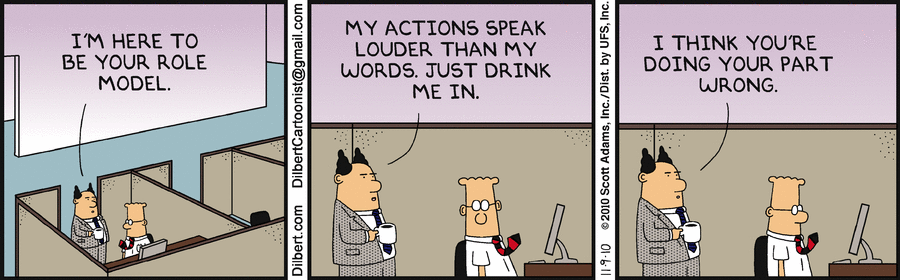 I'M HERE TO
BE YOUR ROLE
MODEL.
Dilbert.com DilbertCartoonist@gmail.com
MY ACTIONS SPEAK
LOUDER THAN MY
WORDS. JUST DRINK
ME IN.
11-9-10 © 2010 Scott Adams, Inc./Dist. by UFS, Inc.
I THINK YOU'RE
DOING YOUR PART
WRONG.